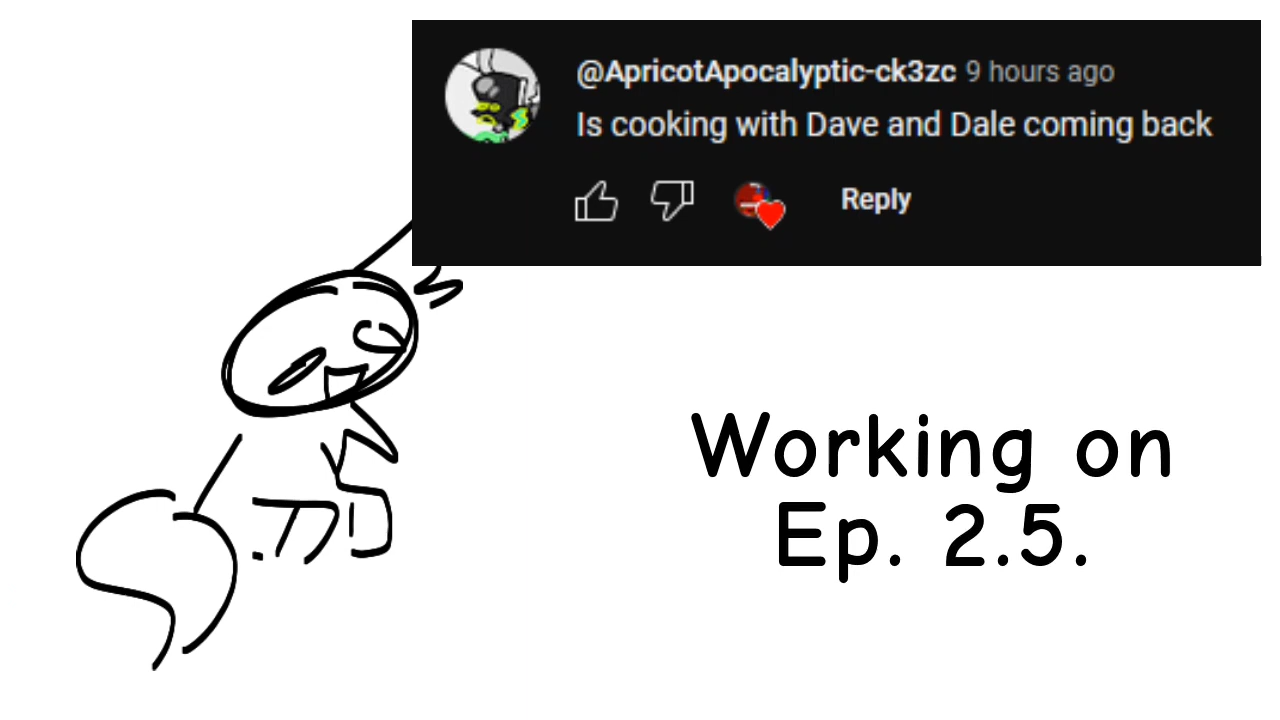 @ApricotApocalyptic-ck3zc 9 hours ago
Is cooking with Dave and Dale coming back
Reply
Working on
Ep. 2.5.